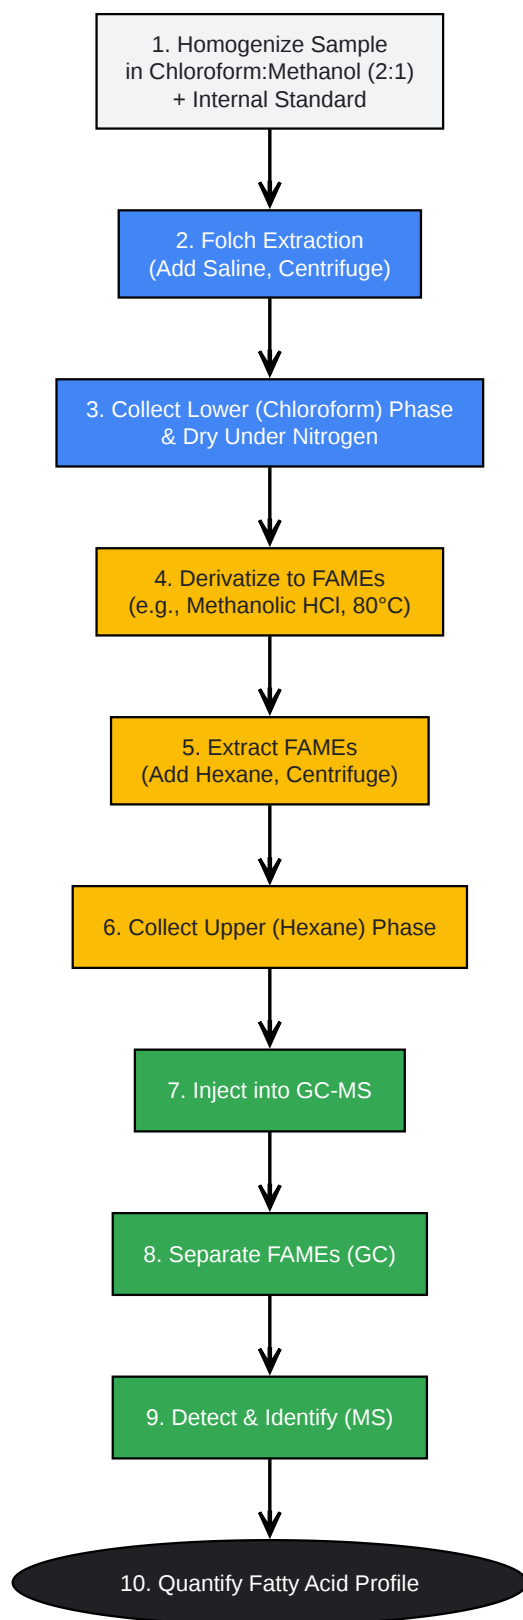 1. Homogenize Sample
in Chloroform:Methanol (2:1)
+ Internal Standard
2. Folch Extraction
(Add Saline, Centrifuge)
3. Collect Lower (Chloroform) Phase
& Dry Under Nitrogen
4. Derivatize to FAMEs
(e.g., Methanolic HCl, 80°C)
5. Extract FAMEs
(Add Hexane, Centrifuge)
6. Collect Upper (Hexane) Phase
7. Inject into GC-MS
8. Separate FAMEs (GC)
9. Detect & Identify (MS)
10. Quantify Fatty Acid Profile